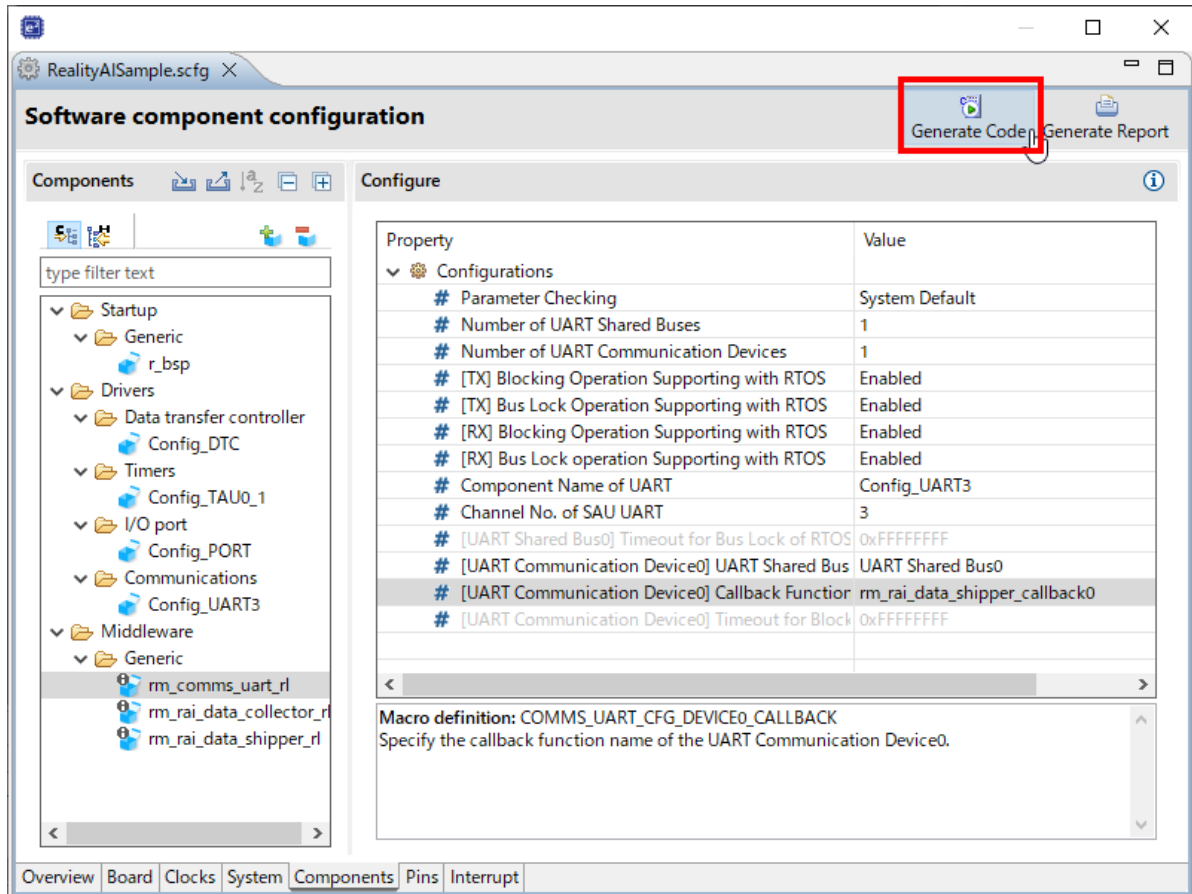 RealityAISample.scfg
Software component configuration
Generate Code
Generate Report
Components
Configure
type filter text
Startup
Generic
r_bsp
Drivers
Data transfer controller
Config_DTC
Timers
Config_TAU0_1
I/O port
Config_PORT
Communications
Config_UART3
Middleware
Generic
rm_comms_uart_rl
rm_rai_data_collector_rl
rm_rai_data_shipper_rl
Property Value
Configurations
# Parameter Checking System Default
# Number of UART Shared Buses 1
# Number of UART Communication Devices 1
# [TX] Blocking Operation Supporting with RTOS Enabled
# [TX] Bus Lock Operation Supporting with RTOS Enabled
# [RX] Blocking Operation Supporting with RTOS Enabled
# [RX] Bus Lock operation Supporting with RTOS Enabled
# Component Name of UART Config_UART3
# Channel No. of SAU UART 3
# [UART Shared Bus0] Timeout for Bus Lock of RTOS 0xFFFFFFFF
# [UART Communication Device0] UART Shared Bus UART Shared Bus0
# [UART Communication Device0] Callback Function rm_rai_data_shipper_callback0
# [UART Communication Device0] Timeout for Block 0xFFFFFFFF
Macro definition: COMMS_UART_CFG_DEVICE0_CALLBACK
Specify the callback function name of the UART Communication Device0.
Overview Board Clocks System Components Pins Interrupt